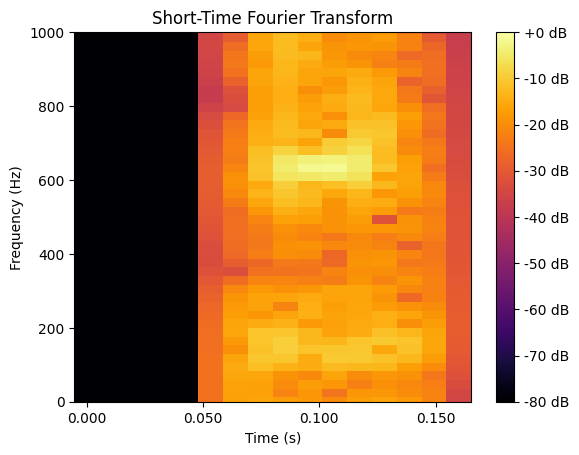 Short-Time Fourier Transform
1000
800
600
400
200
0
Frequency (Hz)
0.000
0.050
0.100
0.150
Time (s)
+0 dB
-10 dB
-20 dB
-30 dB
-40 dB
-50 dB
-60 dB
-70 dB
-80 dB